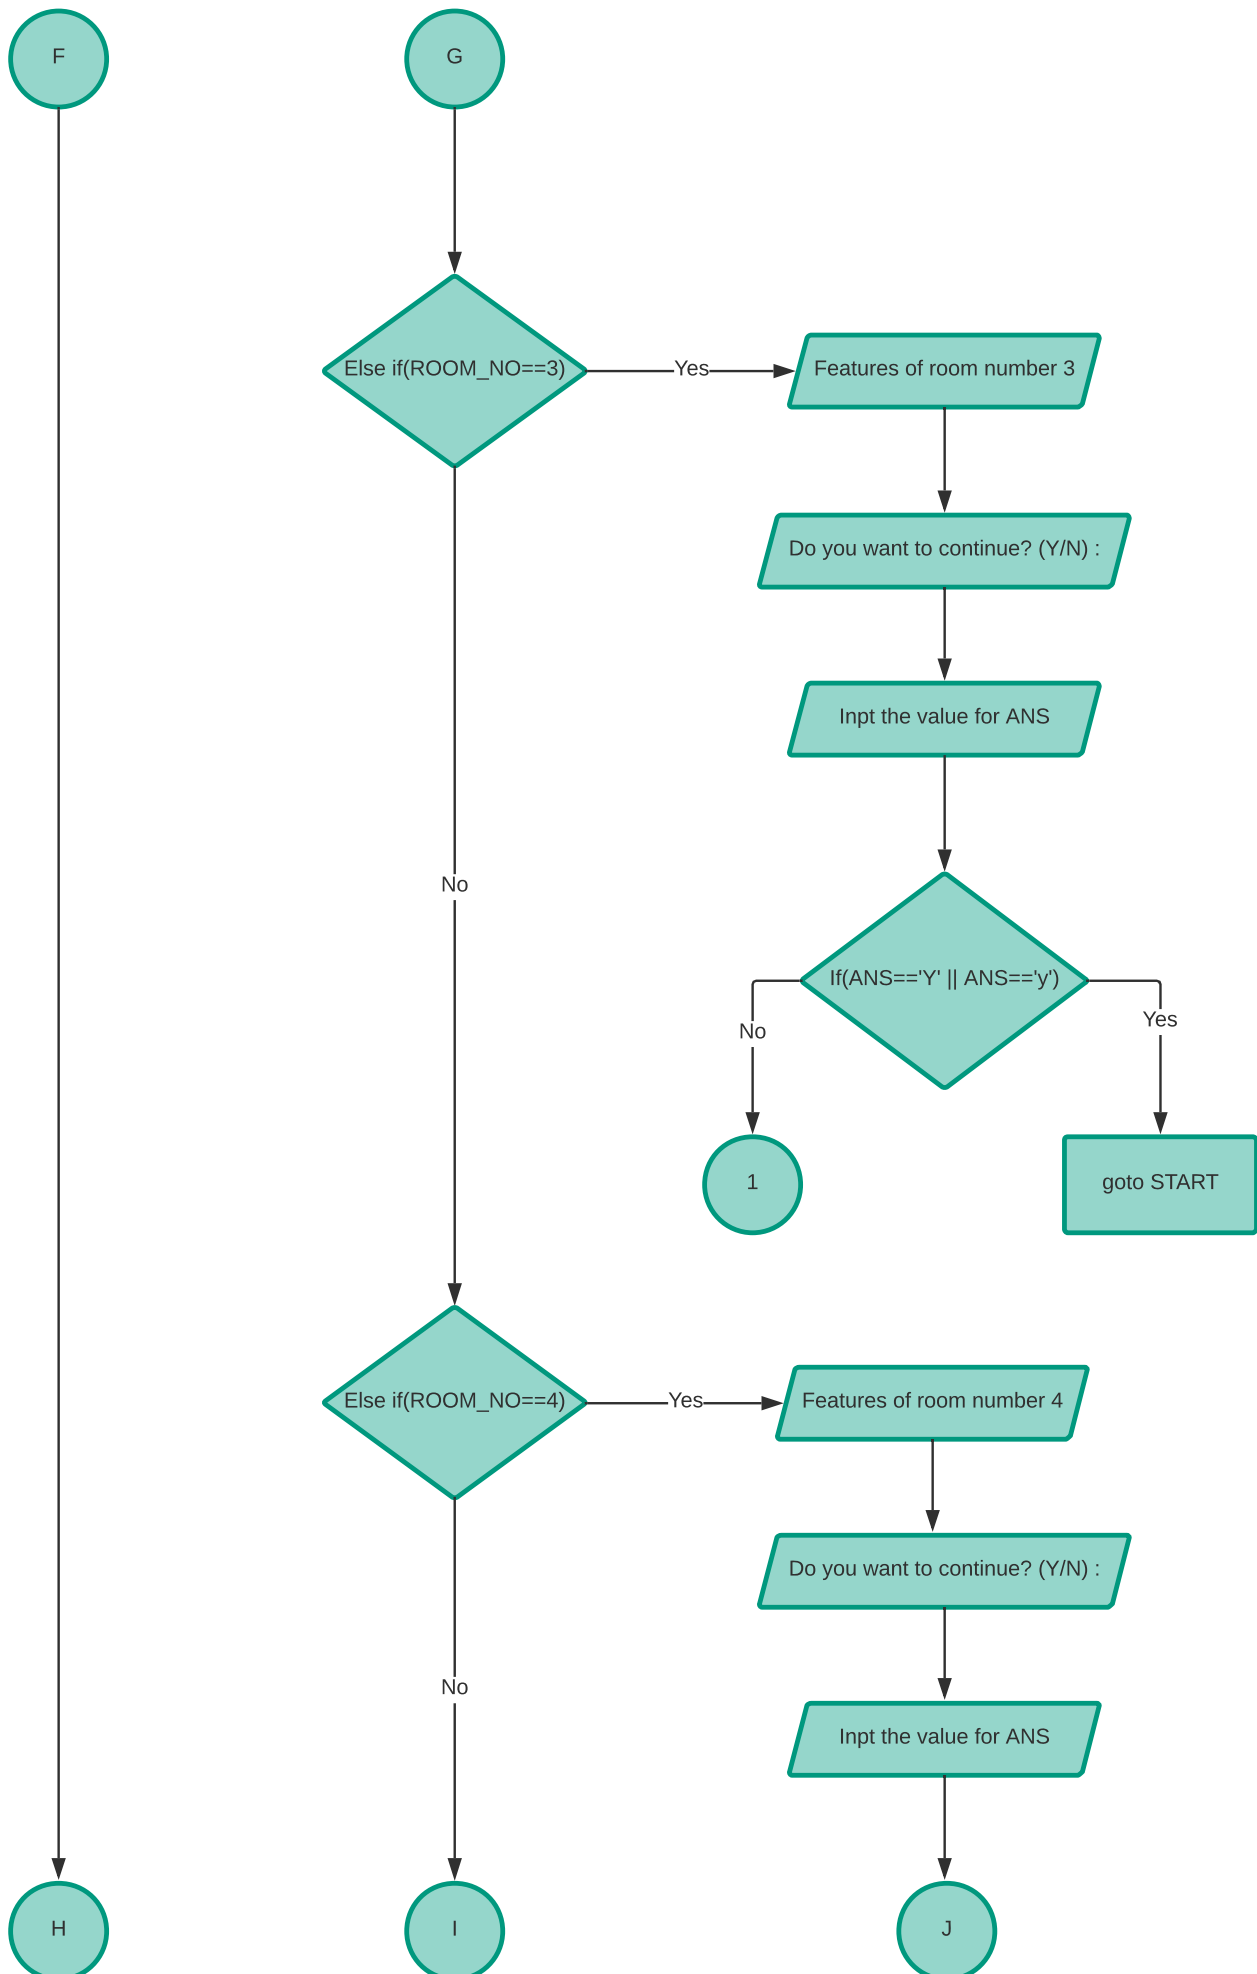 F
G
Else if(ROOM_NO==3)
Yes
Features of room number 3
Do you want to continue? (Y/N) :
Inpt the value for ANS
No
If(ANS=='Y' || ANS=='y')
No
Yes
1
goto START
Else if(ROOM_NO==4)
Yes
Features of room number 4
Do you want to continue? (Y/N) :
No
Inpt the value for ANS
H
I
J